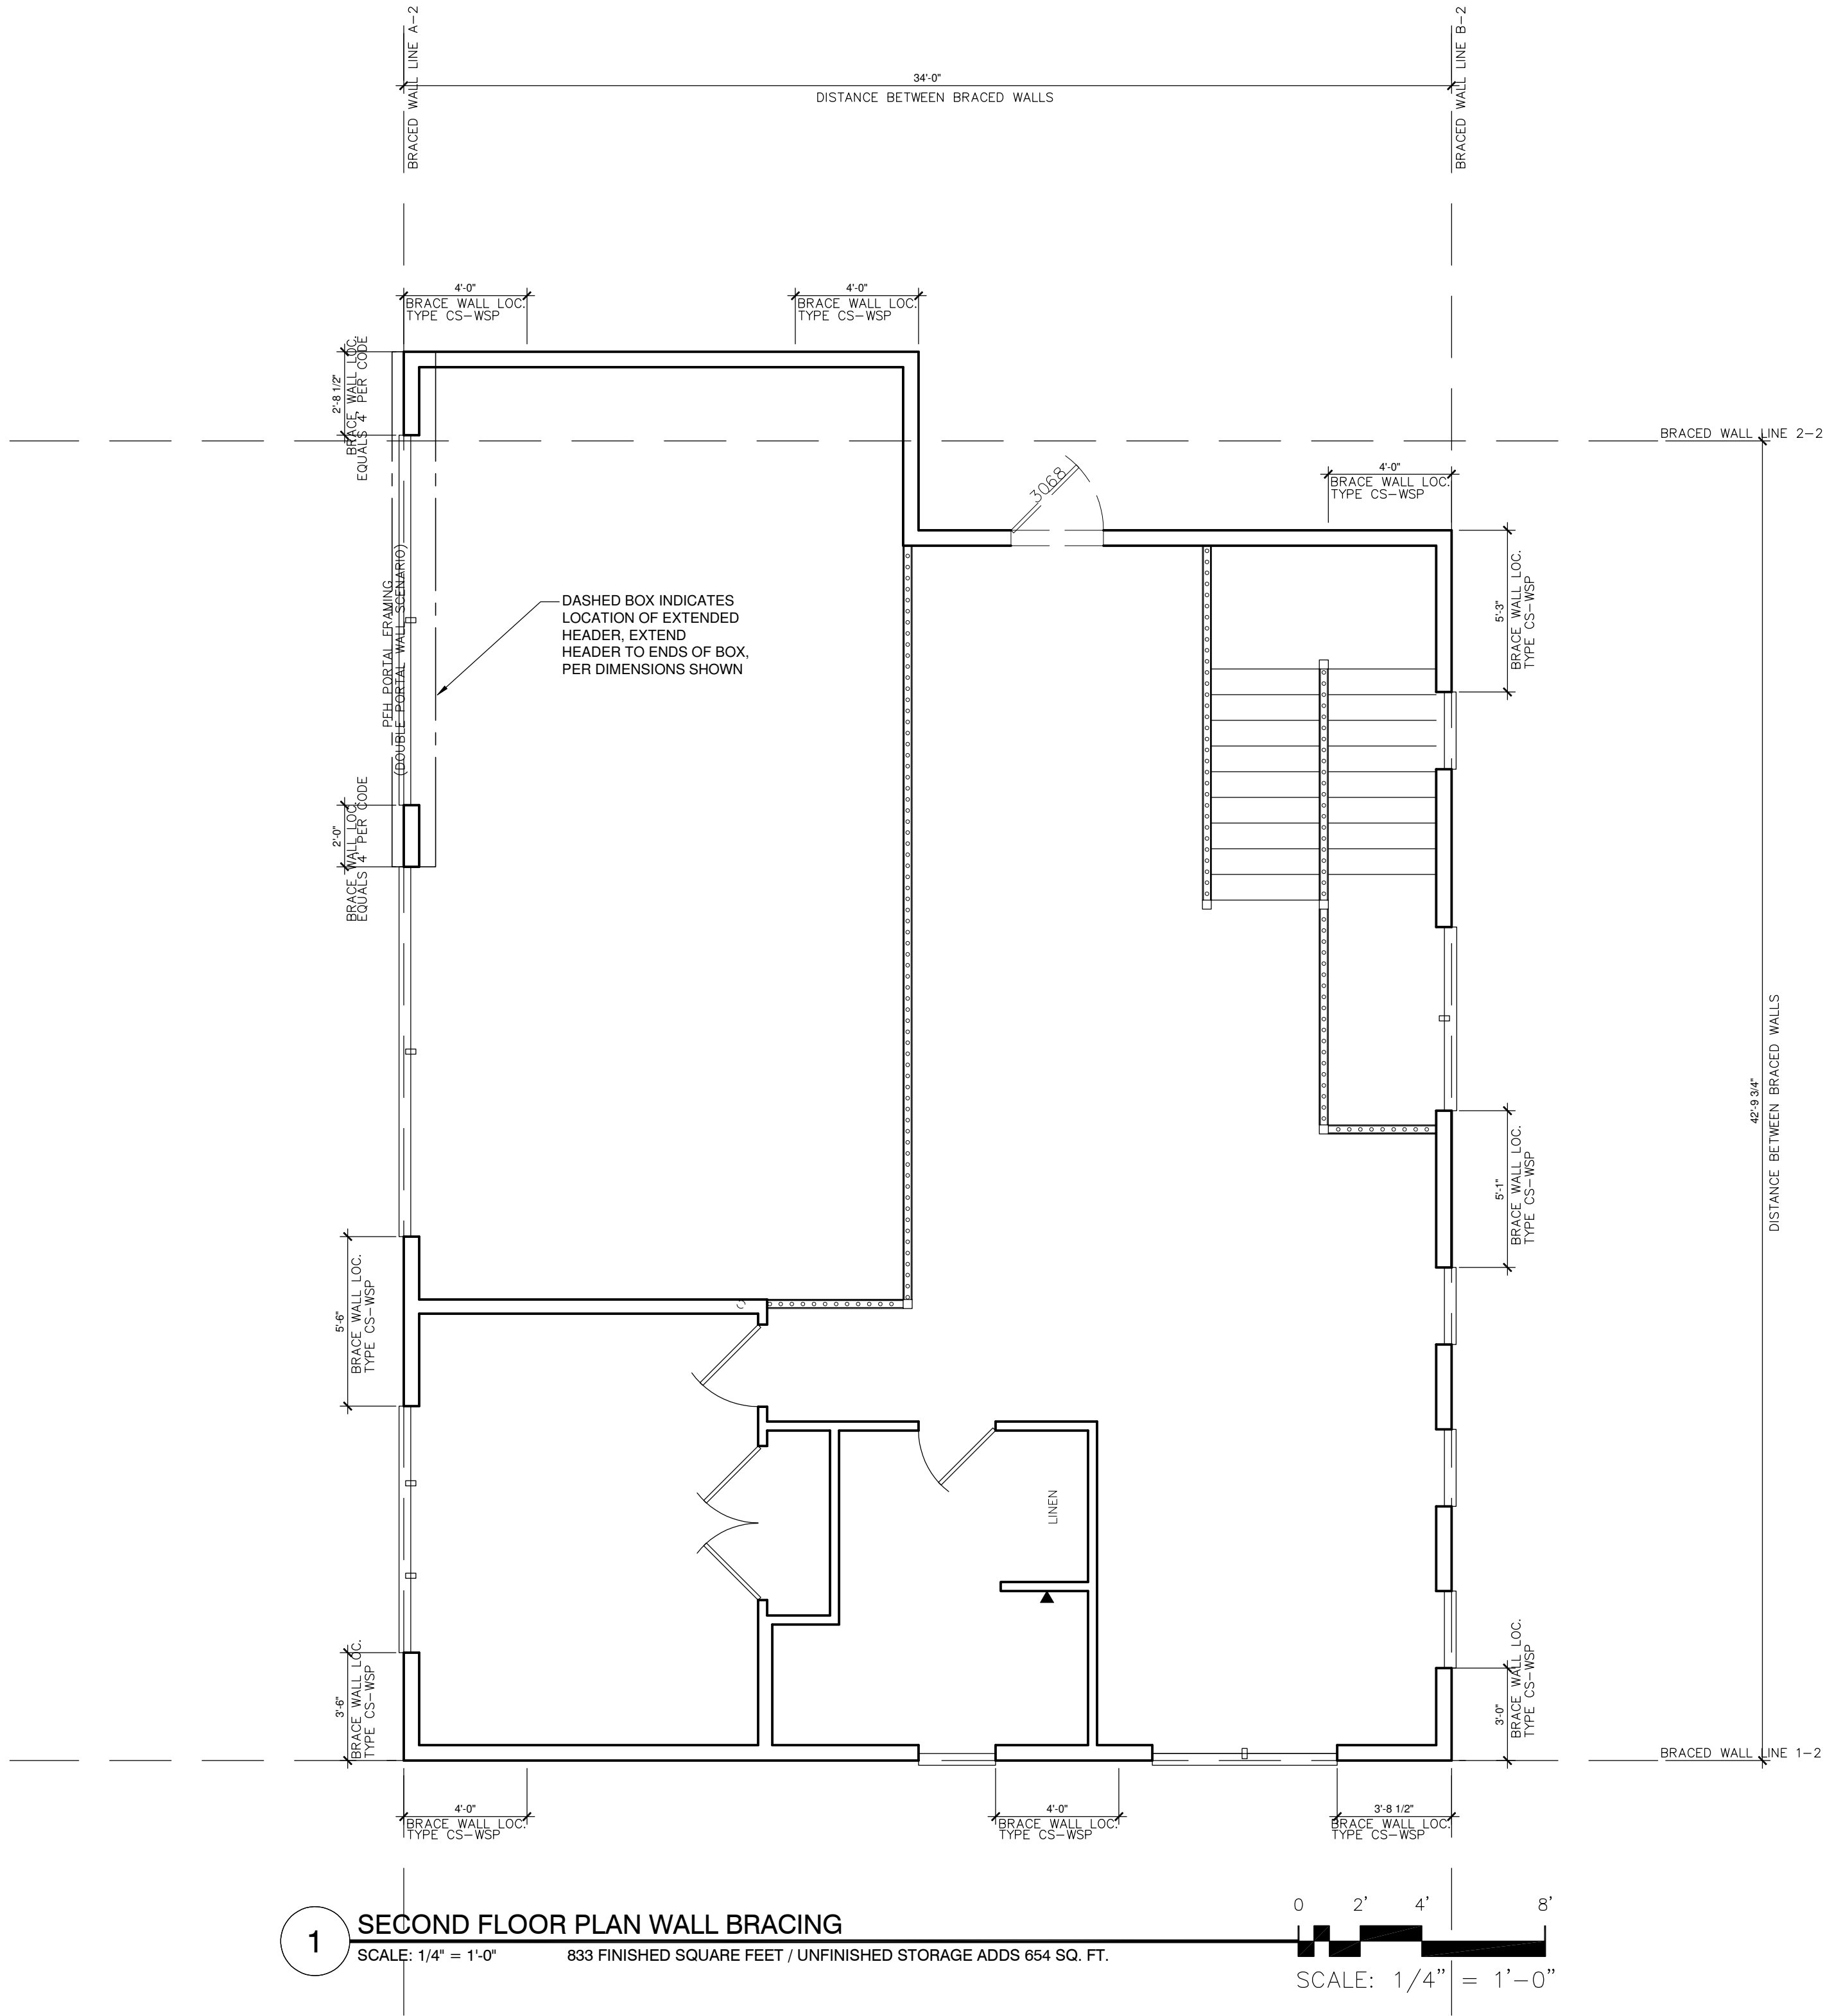 BRACED WALL LINE A-2
BRACED WALL LINE B-2
34'-0"
DISTANCE BETWEEN BRACED WALLS
4'-0"
BRACE WALL LOC.
TYPE CS-WSP
4'-0"
BRACE WALL LOC.
TYPE CS-WSP
2'-8 1/2"
BRACE WALL LOC.
EQUALS 4' PER CODE
BRACED WALL LINE 2-2
4'-0"
BRACE WALL LOC.
TYPE CS-WSP
3068
PFH PORTAL FRAMING
(DOUBLE PORTAL WALL SCENARIO)
DASHED BOX INDICATES
LOCATION OF EXTENDED
HEADER, EXTEND
HEADER TO ENDS OF BOX,
PER DIMENSIONS SHOWN
5'-3"
BRACE WALL LOC.
TYPE CS-WSP
2'-0"
BRACE WALL LOC.
EQUALS 4' PER CODE
42'-9 3/4"
DISTANCE BETWEEN BRACED WALLS
5'-1"
BRACE WALL LOC.
TYPE CS-WSP
5'-6"
BRACE WALL LOC.
TYPE CS-WSP
LINEN
3'-6"
BRACE WALL LOC.
TYPE CS-WSP
3'-0"
BRACE WALL LOC.
TYPE CS-WSP
BRACED WALL LINE 1-2
4'-0"
BRACE WALL LOC.
TYPE CS-WSP
4'-0"
BRACE WALL LOC.
TYPE CS-WSP
3'-8 1/2"
BRACE WALL LOC.
TYPE CS-WSP
1
SECOND FLOOR PLAN WALL BRACING
SCALE: 1/4" = 1'-0"
833 FINISHED SQUARE FEET / UNFINISHED STORAGE ADDS 654 SQ. FT.
0 2' 4' 8'
SCALE: 1/4" = 1'-0"